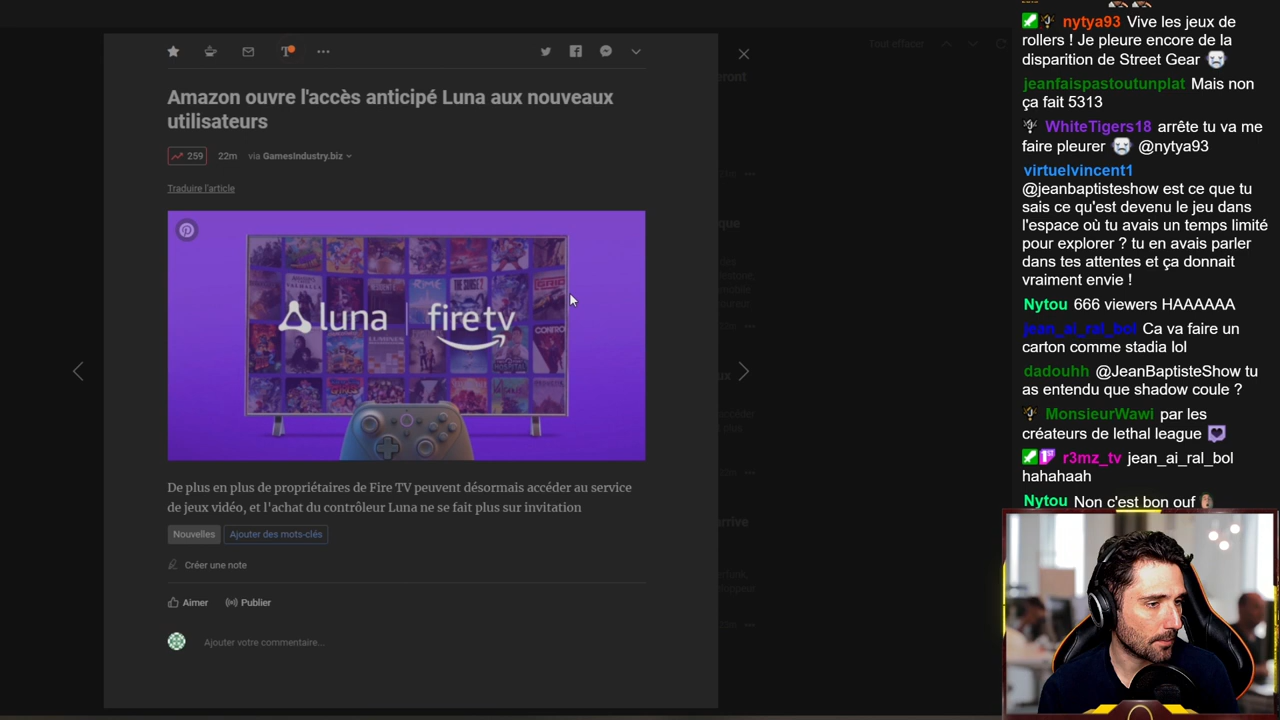 Tout effacer
Amazon ouvre l'accès anticipé Luna aux nouveaux
utilisateurs
259 22m via GamesIndustry.biz
Traduire l'article
luna | fire tv
De plus en plus de propriétaires de Fire TV peuvent désormais accéder au service
de jeux vidéo, et l'achat du contrôleur Luna ne se fait plus sur invitation
Nouvelles Ajouter des mots-clés
Créer une note
Aimer Publier
Ajouter votre commentaire...
nytya93 Vive les jeux de
rollers ! Je pleure encore de la
disparition de Street Gear
jeanfaispastoutunplat Mais non
ça fait 5313
WhiteTigers18 arrête tu va me
faire pleurer @nytya93
virtuelvincent1
@jeanbaptisteshow est ce que tu
sais ce qu'est devenu le jeu dans
l'espace où tu avais un temps limité
pour explorer ? tu en avais parler
dans tes attentes et ça donnait
vraiment envie !
Nytou 666 viewers HAAAAAA
jean_ai_ral_bol Ca va faire un
carton comme stadia lol
dadouhh @JeanBaptisteShow tu
as entendu que shadow coule ?
MonsieurWawi par les
créateurs de lethal league
r3mz_tv jean_ai_ral_bol
hahahaah
Nytou Non c'est bon ouf